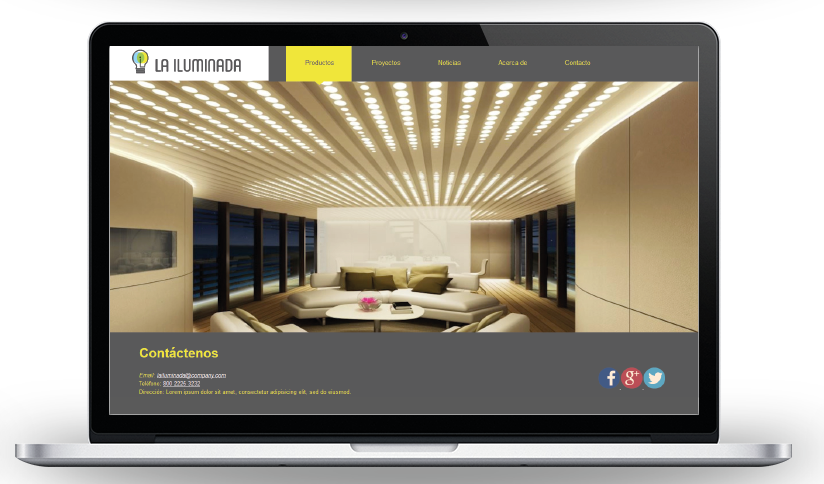 LA ILUMINADA
Productos
Proyectos
Noticias
Acerca de
Contacto
Contáctenos
Email: lailuminada@company.com
Teléfono: 800 2225 3232
Dirección: Lorem ipsum dolor sit amet, consectetur adipisicing elit, sed do eiusmod.
f
g+